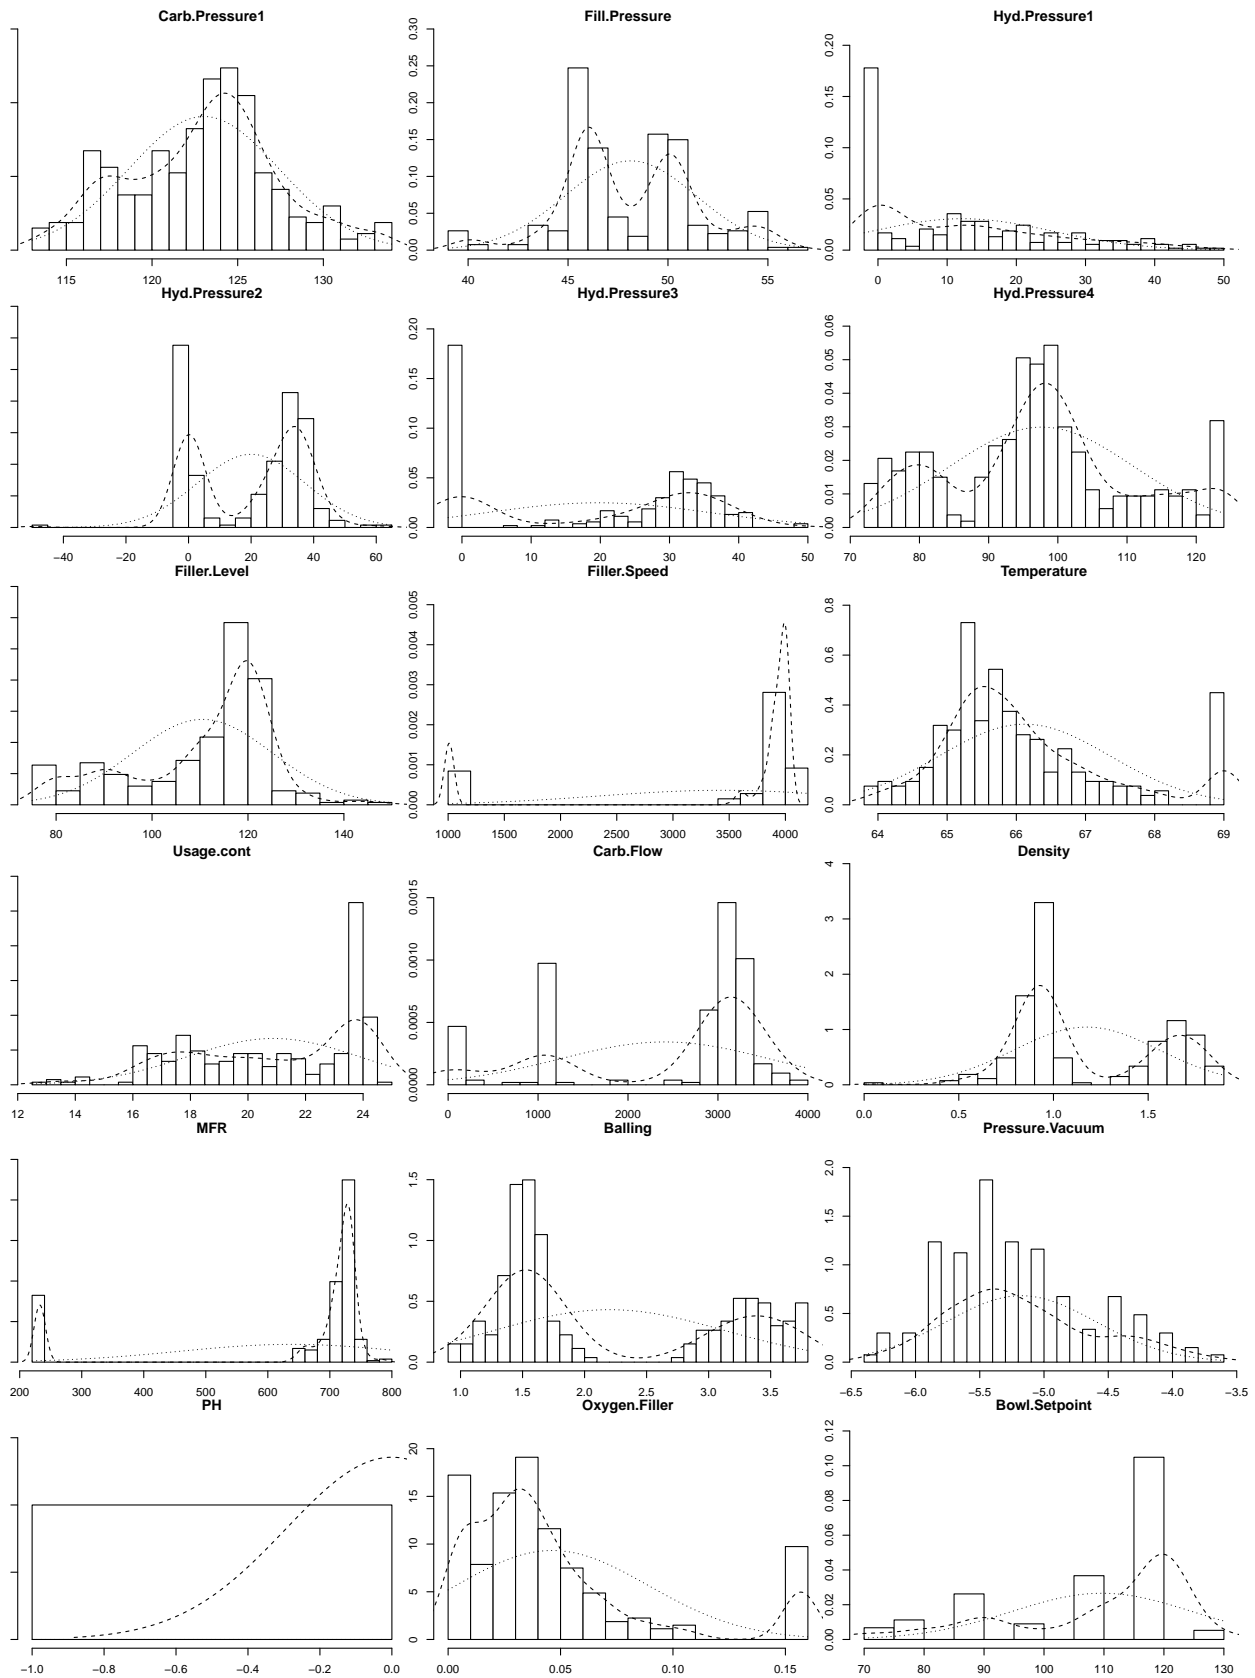 Carb.Pressure1 Fill.Pressure Hyd.Pressure1
0.00 0.05 0.10 0.15 0.20 0.25 0.30
0.00 0.05 0.10 0.15 0.20
115 120 125 130 40 45 50 55 0 10 20 30 40 50
Hyd.Pressure2 Hyd.Pressure3 Hyd.Pressure4
0.00 0.05 0.10 0.15 0.20
0.00 0.01 0.02 0.03 0.04 0.05 0.06
−40 −20 0 20 40 60 0 10 20 30 40 50 70 80 90 100 110 120
Filler.Level Filler.Speed Temperature
0.000 0.001 0.002 0.003 0.004 0.005
0.0 0.2 0.4 0.6 0.8
80 100 120 140 1000 1500 2000 2500 3000 3500 4000 64 65 66 67 68 69
Usage.cont Carb.Flow Density
0.0000 0.0005 0.0010 0.0015
0 1 2 3 4
12 14 16 18 20 22 24 0 1000 2000 3000 4000 0.0 0.5 1.0 1.5
MFR Balling Pressure.Vacuum
0.0 0.5 1.0 1.5
0.0 0.5 1.0 1.5 2.0
200 300 400 500 600 700 800 1.0 1.5 2.0 2.5 3.0 3.5 −6.5 −6.0 −5.5 −5.0 −4.5 −4.0 −3.5
PH Oxygen.Filler Bowl.Setpoint
0 5 10 15 20
0.00 0.02 0.04 0.06 0.08 0.10 0.12
−1.0 −0.8 −0.6 −0.4 −0.2 0.0 0.00 0.05 0.10 0.15 70 80 90 100 110 120 130